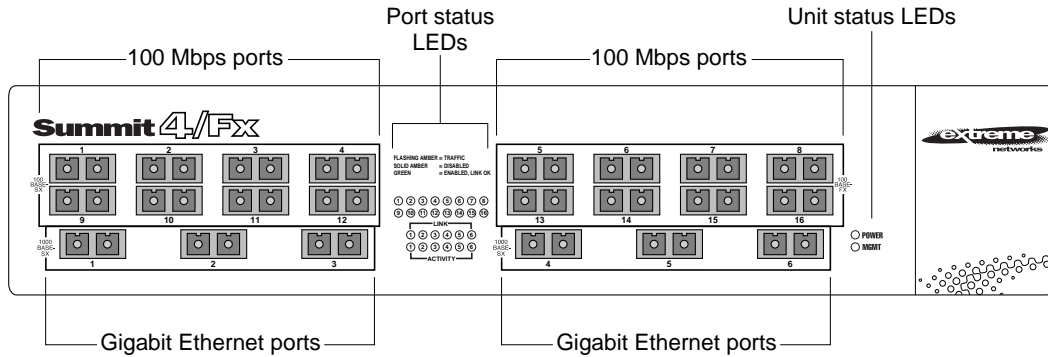 Port status
LEDs
Unit status LEDs
100 Mbps ports
100 Mbps ports
Summit 4/Fx
extreme
networks
FLASHING AMBER = TRAFFIC
SOLID AMBER = DISABLED
GREEN = ENABLED, LINK OK
1 2 3 4
100
BASE-
SX
9 10 11 12
1 2 3 4 5 6 7 8
9 10 11 12 13 14 15 16
LINK
1 2 3 4 5 6
1 2 3 4 5 6
ACTIVITY
5 6 7 8
100
BASE-
FX
13 14 15 16
1000
BASE-
SX
1 2 3
1000
BASE-
SX
4 5 6
POWER
MGMT
Gigabit Ethernet ports
Gigabit Ethernet ports